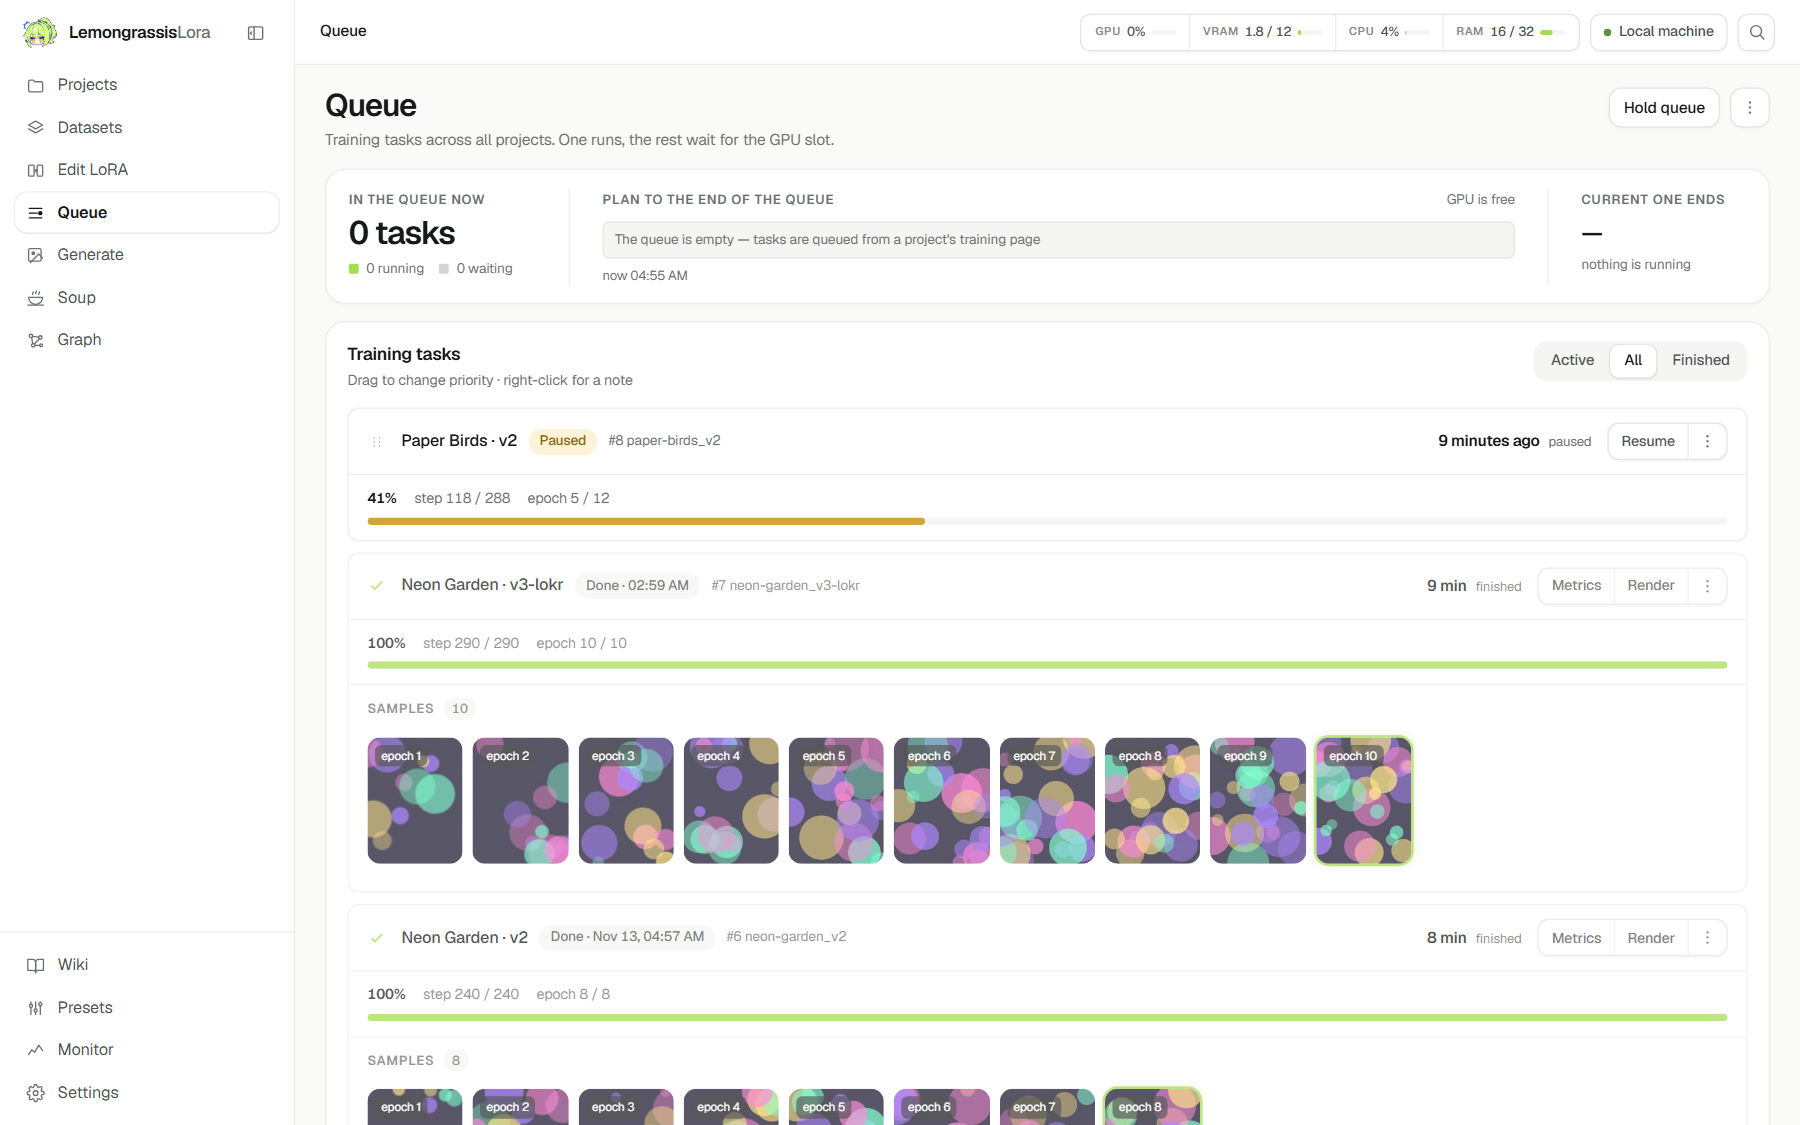 LemongrassisLora
Projects
Datasets
Edit LoRA
Queue
Generate
Soup
Graph
Wiki
Presets
Monitor
Settings
Queue
GPU 0% VRAM 1.8 / 12 CPU 4% RAM 16 / 32
Local machine
Queue
Training tasks across all projects. One runs, the rest wait for the GPU slot.
Hold queue
IN THE QUEUE NOW
0 tasks
0 running 0 waiting
PLAN TO THE END OF THE QUEUE
GPU is free
The queue is empty — tasks are queued from a project's training page
now 04:55 AM
CURRENT ONE ENDS
—
nothing is running
Training tasks
Drag to change priority · right-click for a note
Active All Finished
Paper Birds · v2 Paused #8 paper-birds_v2
9 minutes ago paused Resume
41% step 118 / 288 epoch 5 / 12
Neon Garden · v3-lokr Done · 02:59 AM #7 neon-garden_v3-lokr
9 min finished Metrics Render
100% step 290 / 290 epoch 10 / 10
SAMPLES 10
epoch 1 epoch 2 epoch 3 epoch 4 epoch 5 epoch 6 epoch 7 epoch 8 epoch 9 epoch 10
Neon Garden · v2 Done · Nov 13, 04:57 AM #6 neon-garden_v2
8 min finished Metrics Render
100% step 240 / 240 epoch 8 / 8
SAMPLES 8
epoch 1 epoch 2 epoch 3 epoch 4 epoch 5 epoch 6 epoch 7 epoch 8